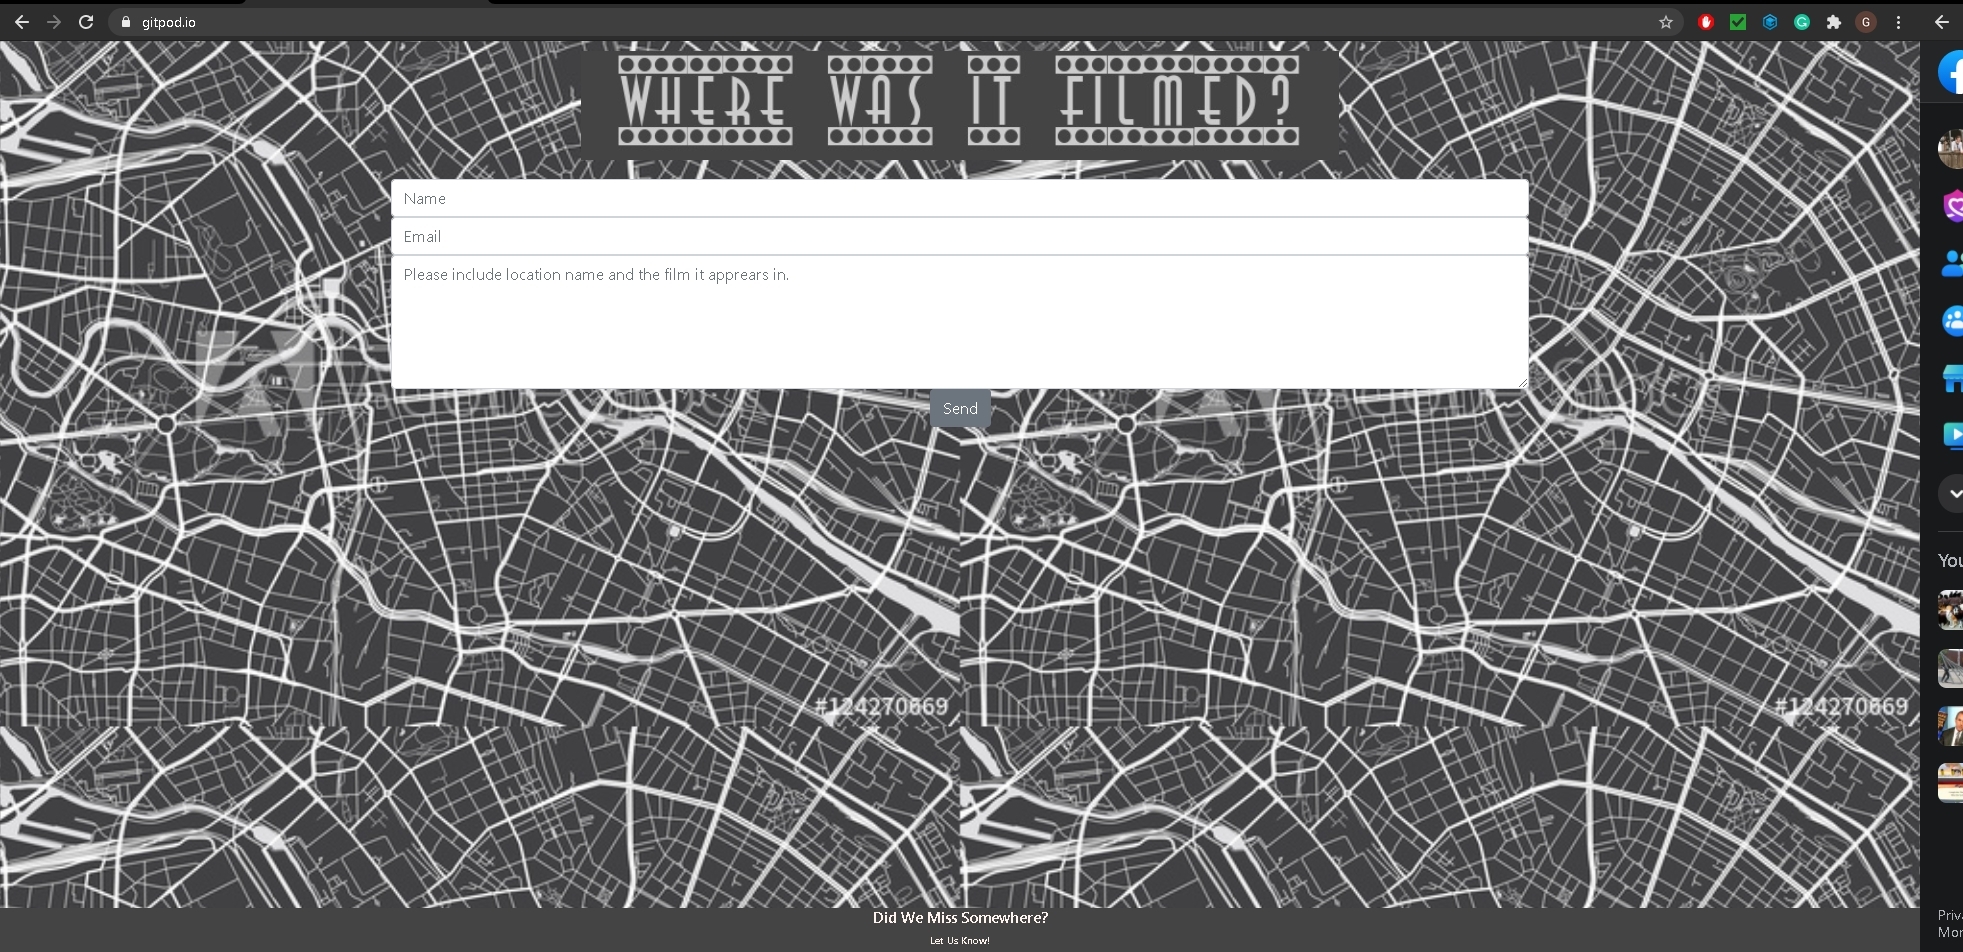 gitpod.io
G
WHERE WAS IT FILMED?
Name
Email
Please include location name and the film it apprears in.
Send
#124270669 #124270669
Did We Miss Somewhere?
Let Us Know!
You
Priv
Mor